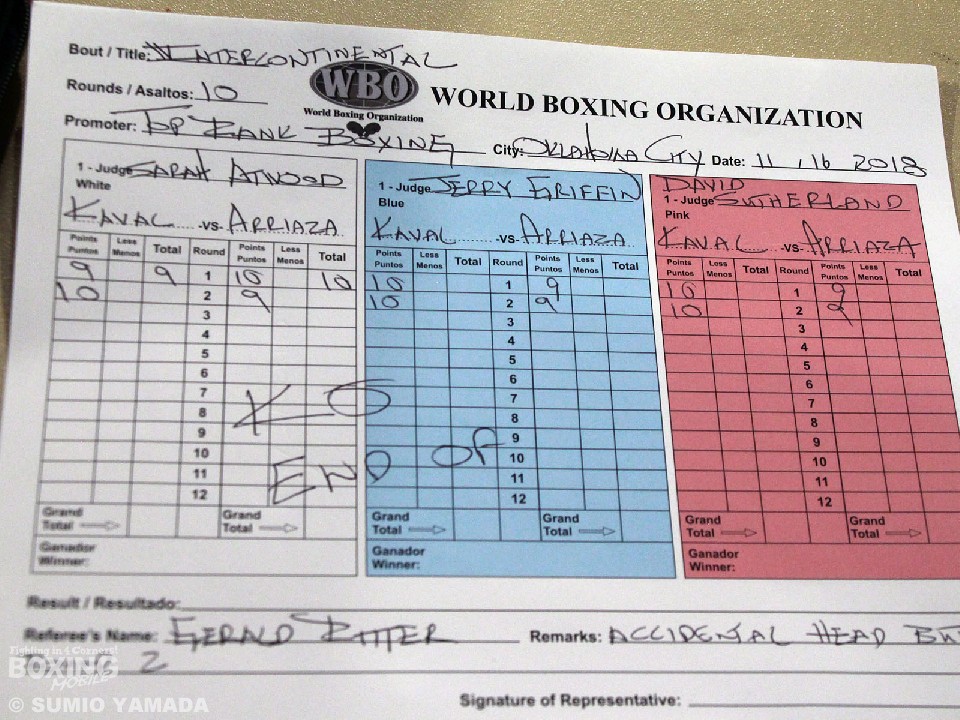 Bout / Title: INTERCONTINENTAL
WBO
World Boxing Organization
WORLD BOXING ORGANIZATION
Rounds / Asaltos: 10
Promoter: TOP RANK BOXING City: OKLAHOMA CITY Date: 11, 16 2018
1 - Judge SARAH ATWOOD
White
KAVAL ..... -vs- ARRIAZA
Points Puntos Less Menos Total Round Points Puntos Less Menos Total
9 9 1 10 10
10 2 9
3
4
5
6
7
8
9
10
11
12
Grand Total Grand Total
Ganador
Winner:
1 - Judge JERRY GRIFFIN
Blue
KAVAL ..... -vs- ARRIAZA
Points Puntos Less Menos Total Round Points Puntos Less Menos Total
10 1 9
10 2 9
3
4
5
6
7
8
9
10
11
12
Grand Total Grand Total
Ganador
Winner:
DAVID
1 - Judge SUTHERLAND
Pink
KAVAL ..... -vs- ARRIAZA
Points Puntos Less Menos Total Round Points Puntos Less Menos Total
10 1 9
10 2 9
3
4
5
6
7
8
9
10
11
12
Grand Total Grand Total
Ganador
Winner:
KO
END OF
Result / Resultado:
Referee's Name: GERALD RITTER Remarks: ACCIDENTAL HEAD BU
2
Signature of Representative:
Fighting in 4 Corners!
BOXING
MOBILE
© SUMIO YAMADA